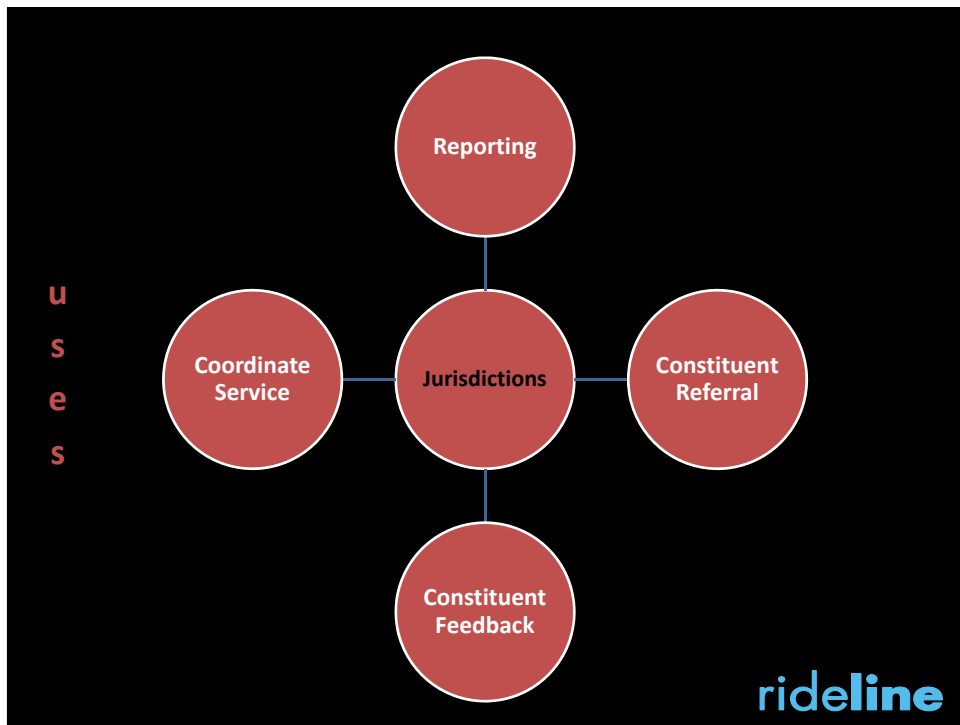 Reporting
u
s
e
s
Coordinate
Service
Jurisdictions
Constituent
Referral
Constituent
Feedback
rideline